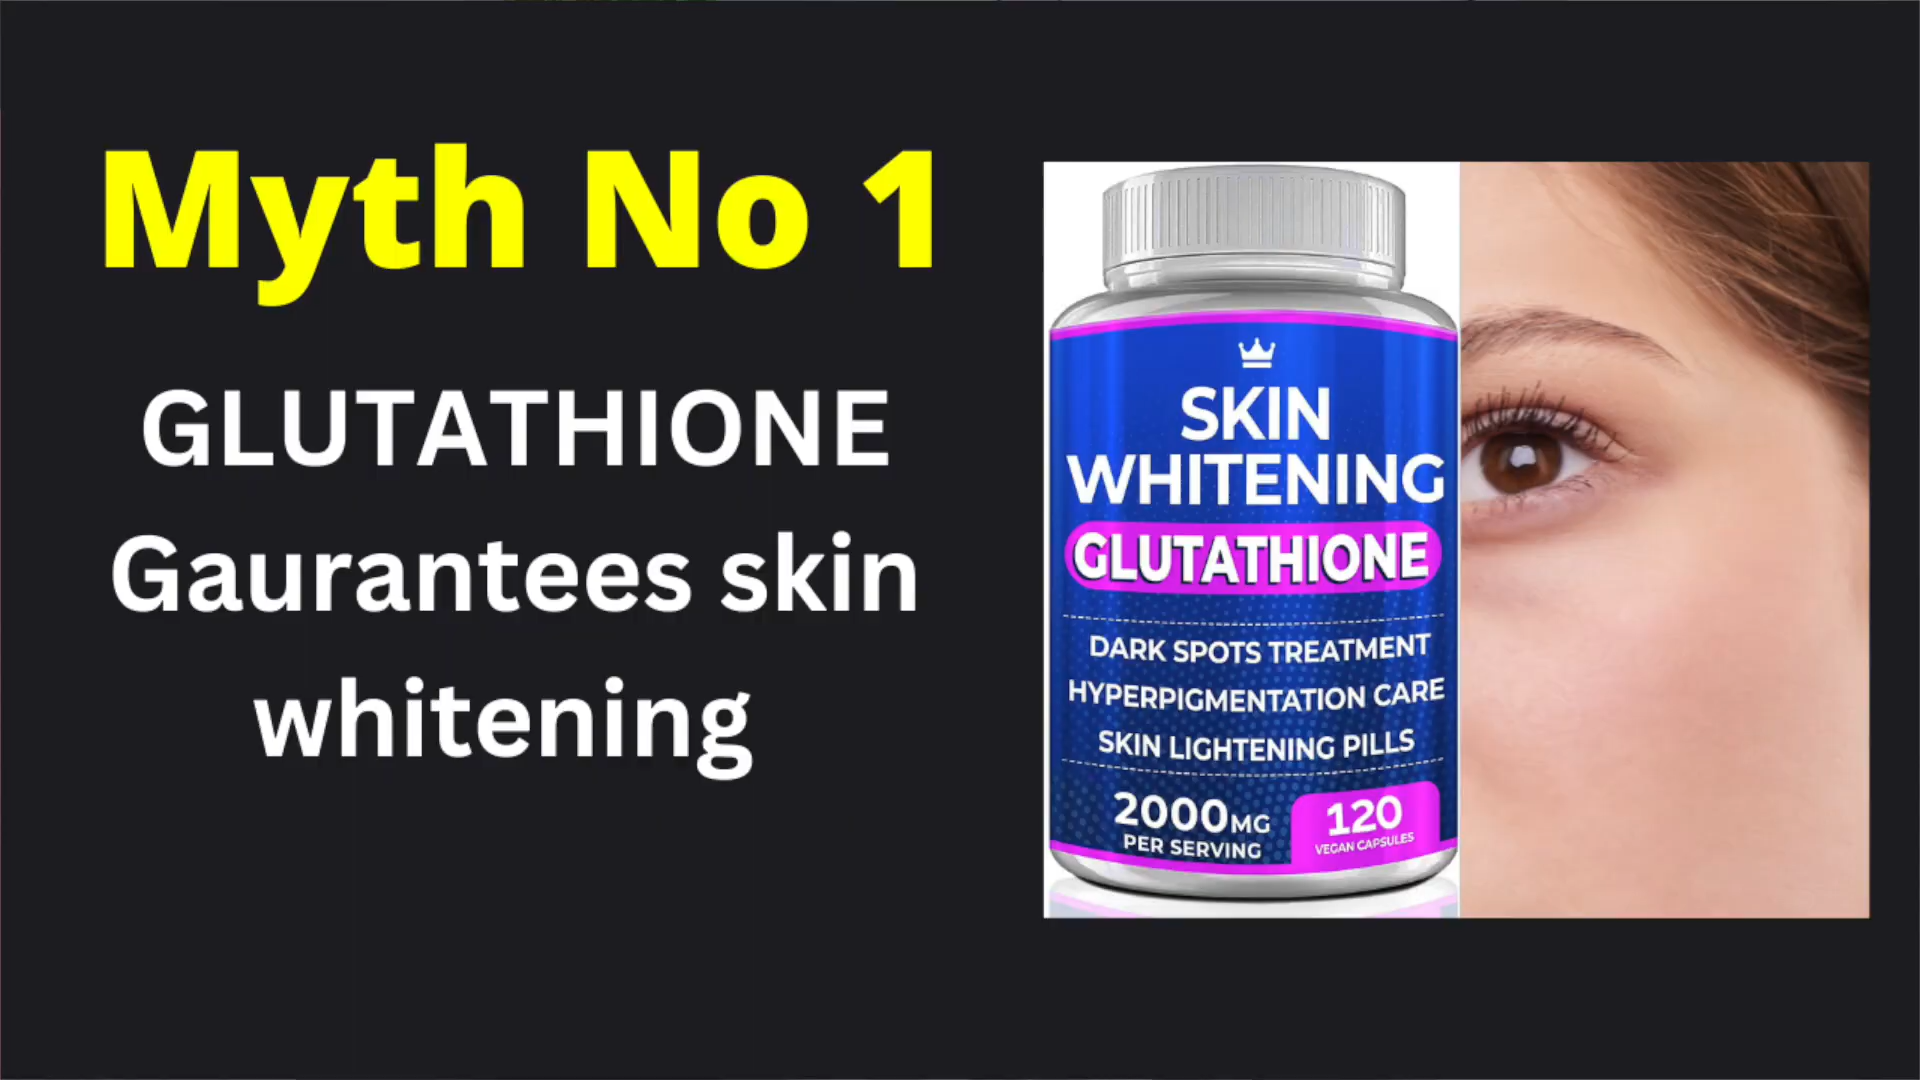 Myth No 1
GLUTATHIONE
Gaurantees skin
whitening
SKIN
WHITENING
GLUTATHIONE
DARK SPOTS TREATMENT
HYPERPIGMENTATION CARE
SKIN LIGHTENING PILLS
2000MG
PER SERVING
120
VEGAN CAPSULES